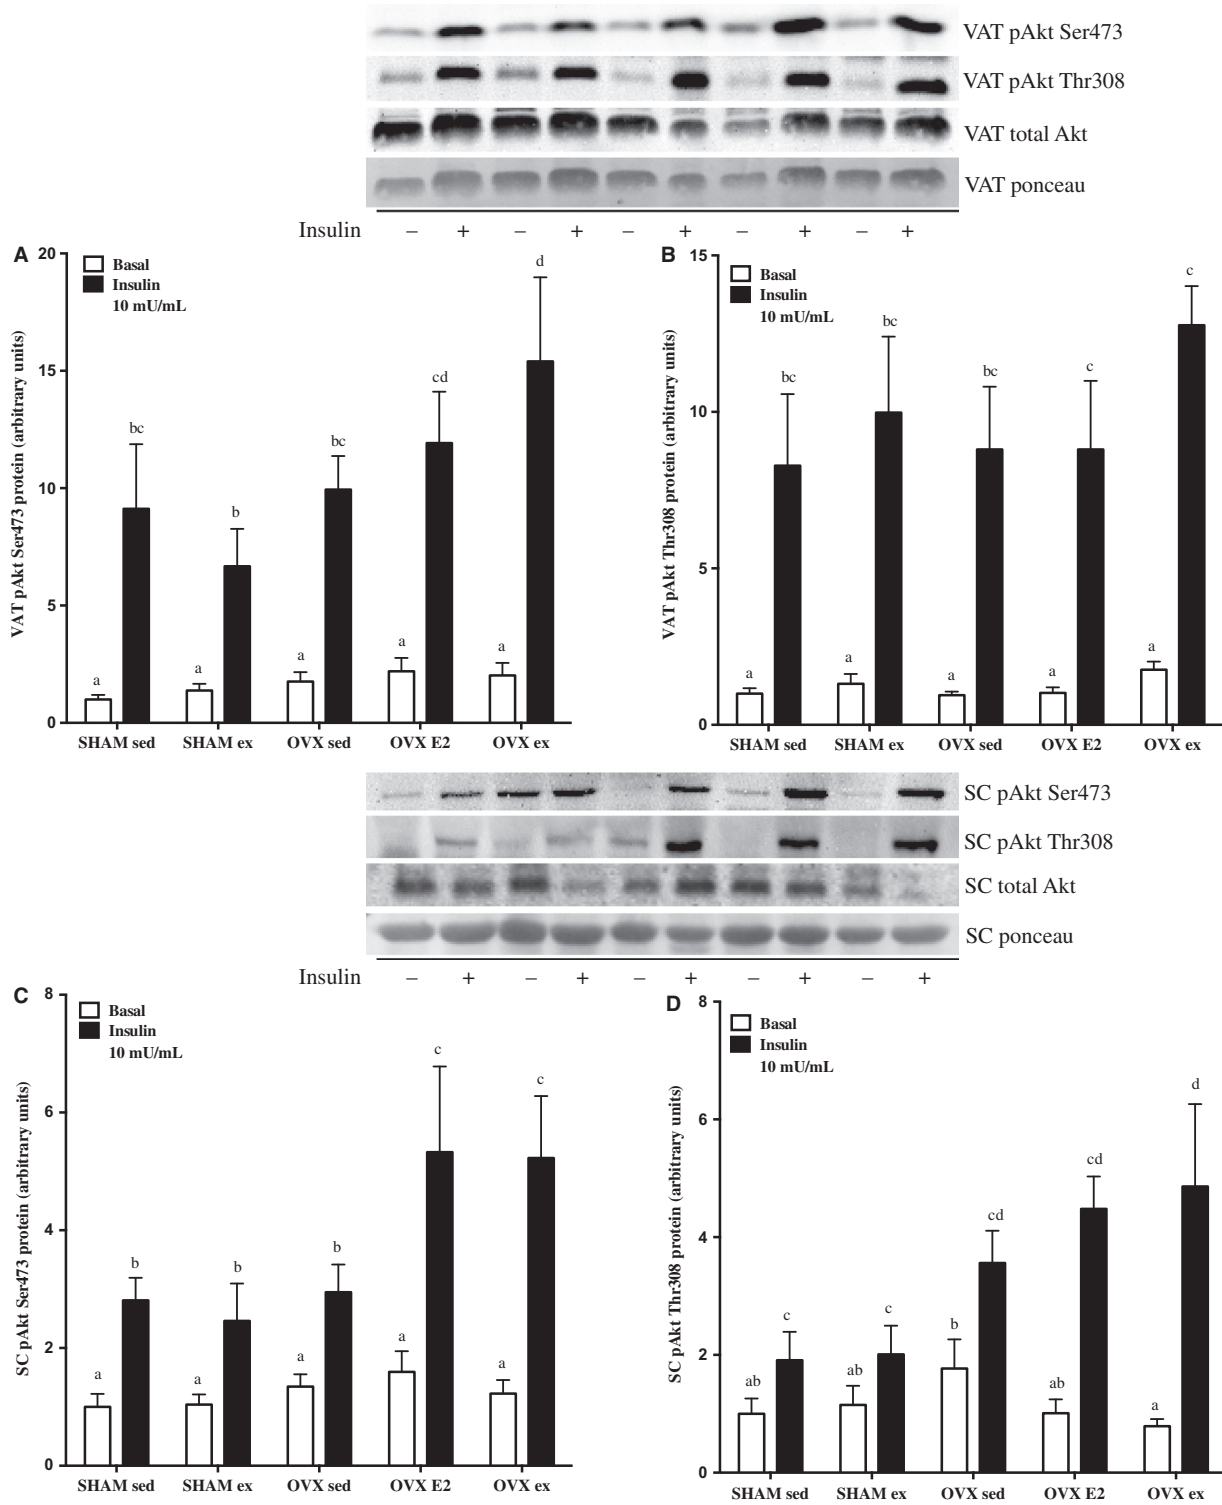 VAT pAkt Ser473
VAT pAkt Thr308
VAT total Akt
VAT ponceau
Insulin – + – + – + – + – +
A
VAT pAkt Ser473 protein (arbitrary units)
20
15
10
5
0
Basal
Insulin
10 mU/mL
a bc a b a bc a cd a d
SHAM sed SHAM ex OVX sed OVX E2 OVX ex
B
VAT pAkt Thr308 protein (arbitrary units)
15
10
5
0
Basal
Insulin
10 mU/mL
a bc a bc a bc a c a c
SHAM sed SHAM ex OVX sed OVX E2 OVX ex
SC pAkt Ser473
SC pAkt Thr308
SC total Akt
SC ponceau
Insulin – + – + – + – + – +
C
SC pAkt Ser473 protein (arbitrary units)
8
6
4
2
0
Basal
Insulin
10 mU/mL
a b a b a b a c a c
SHAM sed SHAM ex OVX sed OVX E2 OVX ex
D
SC pAkt Thr308 protein (arbitrary units)
8
6
4
2
0
Basal
Insulin
10 mU/mL
ab c ab c b cd ab cd a d
SHAM sed SHAM ex OVX sed OVX E2 OVX ex